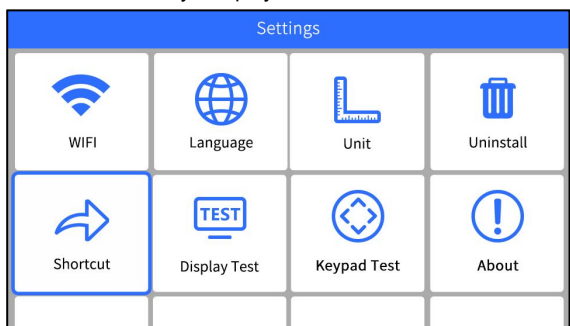 Settings
WIFI
Language
Unit
Uninstall
TEST
Shortcut
Display Test
Keypad Test
About